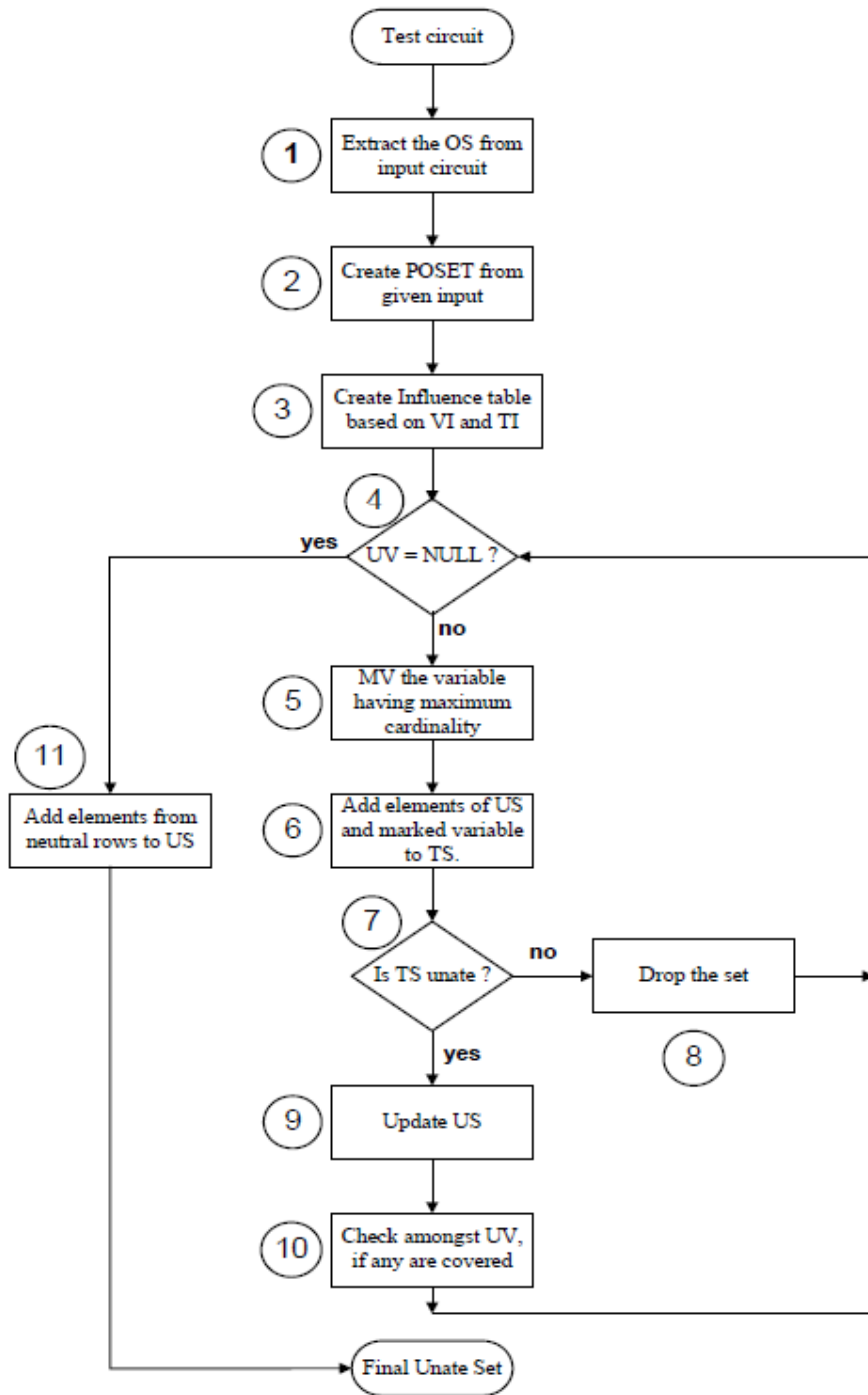 Test circuit
1
Extract the OS from
input circuit
2
Create POSET from
given input
3
Create Influence table
based on VI and TI
4
yes
UV = NULL ?
no
5
MV the variable
having maximum
cardinality
11
Add elements from
neutral rows to US
6
Add elements of US
and marked variable
to TS.
7
Is TS unate ?
no
Drop the set
8
yes
9
Update US
10
Check amongst UV,
if any are covered
Final Unate Set